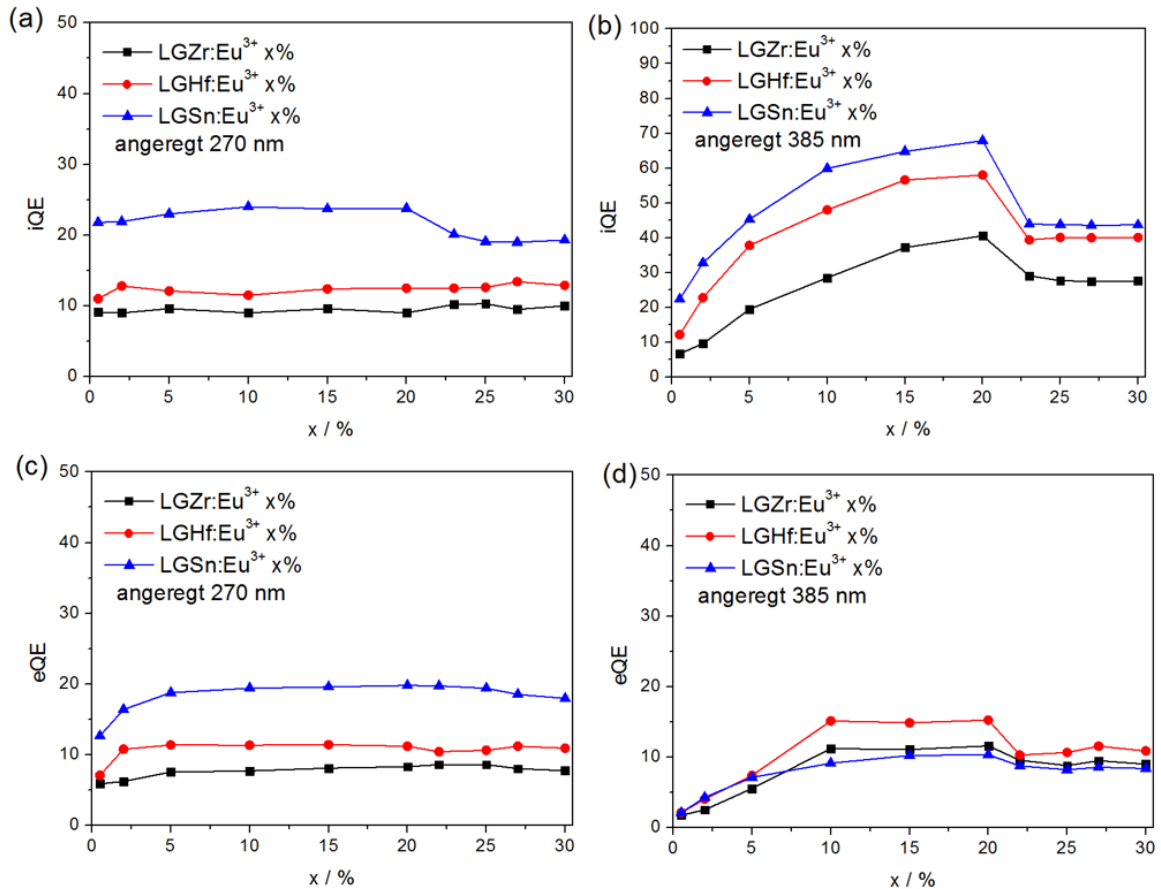 (a)
50
40
30
20
10
0
iQE
LGZr:Eu³⁺ x%
LGHf:Eu³⁺ x%
LGSn:Eu³⁺ x%
angeregt 270 nm
0 5 10 15 20 25 30
x / %
(b)
100
90
80
70
60
50
40
30
20
10
0
iQE
LGZr:Eu³⁺ x%
LGHf:Eu³⁺ x%
LGSn:Eu³⁺ x%
angeregt 385 nm
0 5 10 15 20 25 30
x / %
(c)
50
40
30
20
10
0
eQE
LGZr:Eu³⁺ x%
LGHf:Eu³⁺ x%
LGSn:Eu³⁺ x%
angeregt 270 nm
0 5 10 15 20 25 30
x / %
(d)
50
40
30
20
10
0
eQE
LGZr:Eu³⁺ x%
LGHf:Eu³⁺ x%
LGSn:Eu³⁺ x%
angeregt 385 nm
0 5 10 15 20 25 30
x / %